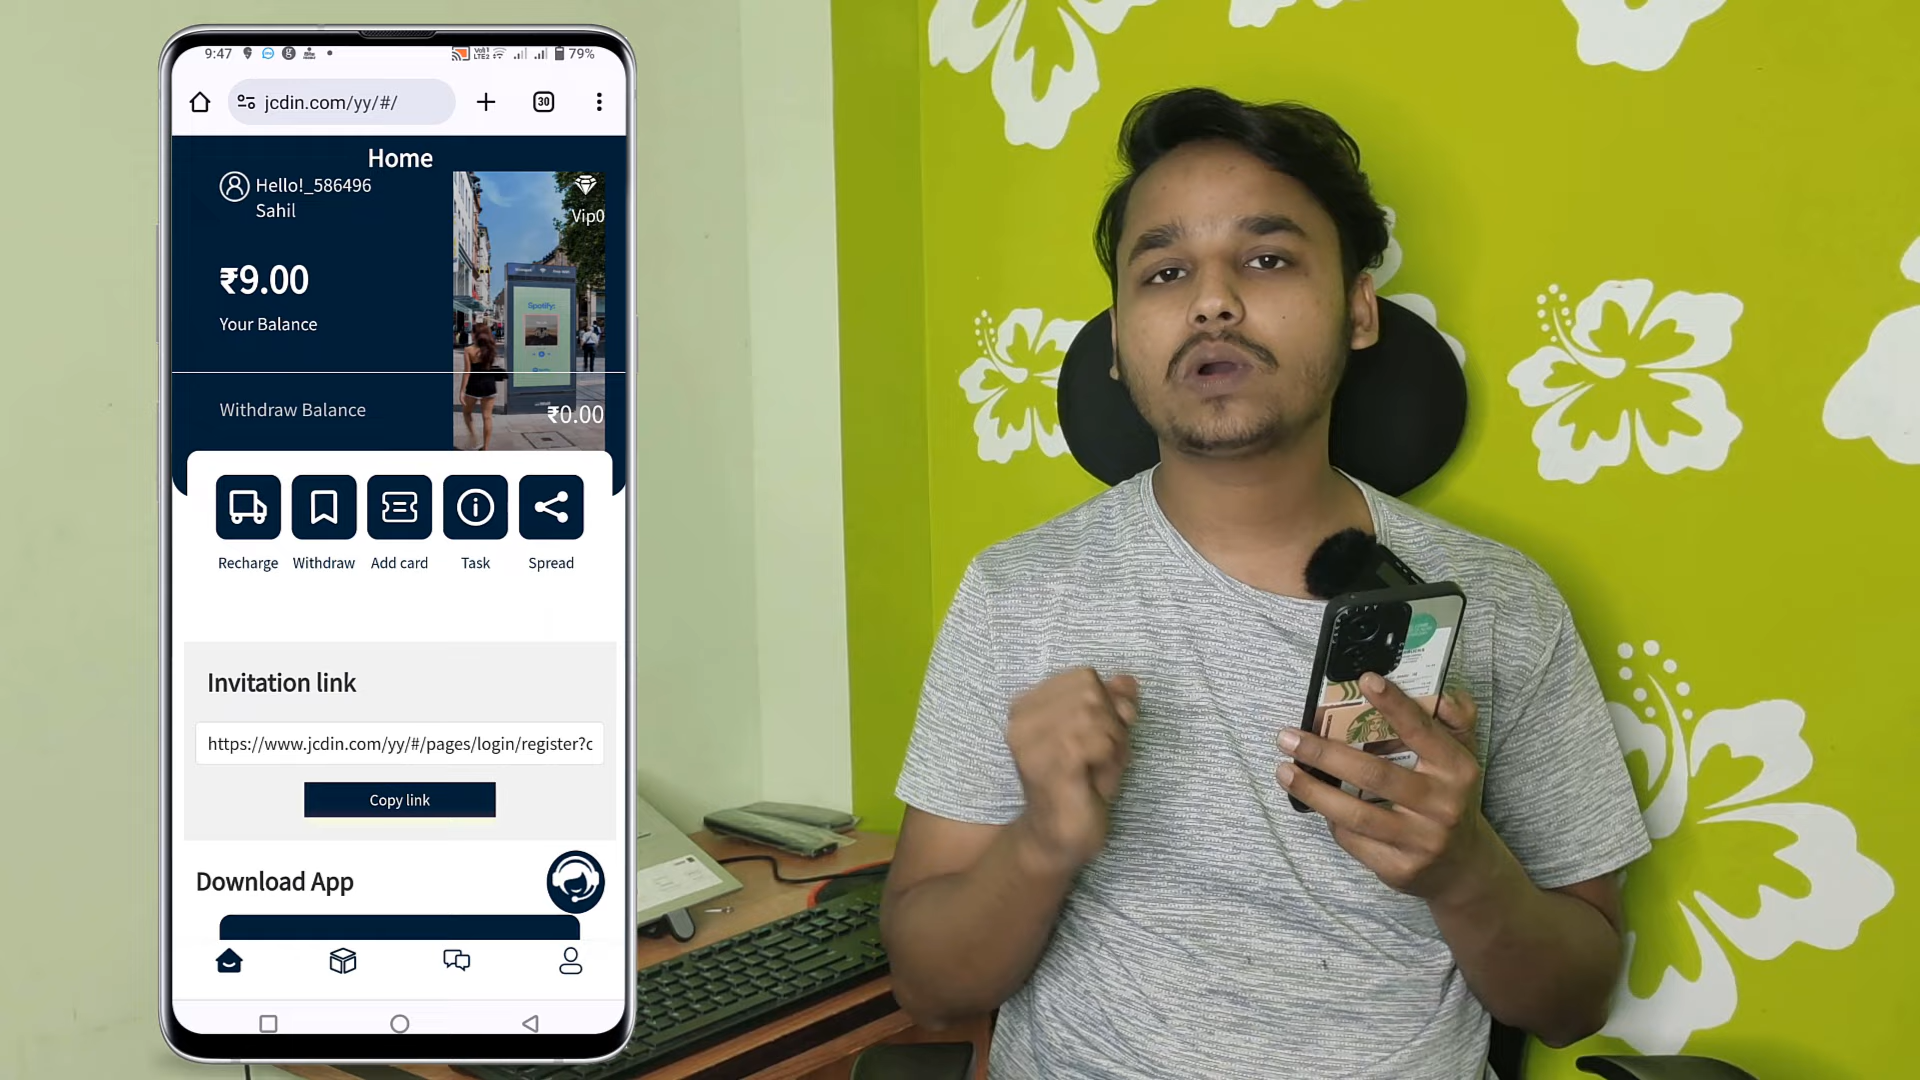 9:47
79%
jcdin.com/yy/#/
30
Home
Hello!_586496
Sahil
Vip0
₹9.00
Your Balance
Spotify
Withdraw Balance
₹0.00
Recharge
Withdraw
Add card
Task
Spread
Invitation link
https://www.jcdin.com/yy/#/pages/login/register?c
Copy link
Download App